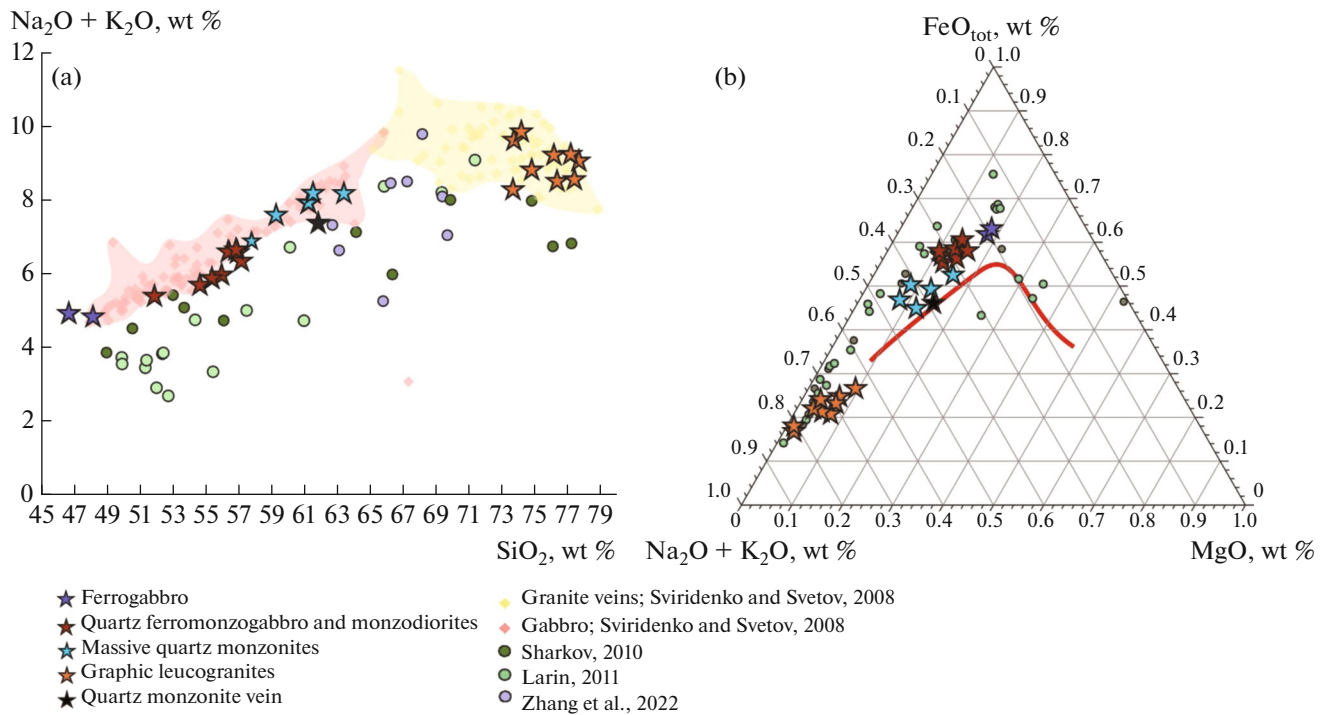 Na₂O + K₂O, wt %
(a)
12
10
8
6
4
2
0
45 47 49 51 53 55 57 59 61 63 65 67 69 71 73 75 77 79
SiO₂, wt %
FeO_tot, wt %
(b)
0 1.0
0.1 0.9
0.2 0.8
0.3 0.7
0.4 0.6
0.5 0.5
0.6 0.4
0.7 0.3
0.8 0.2
0.9 0.1
1.0 0
0 0.1 0.2 0.3 0.4 0.5 0.6 0.7 0.8 0.9 1.0
Na₂O + K₂O, wt % MgO, wt %
Ferrogabbro
Quartz ferromonzogabbro and monzodiorites
Massive quartz monzonites
Graphic leucogranites
Quartz monzonite vein
Granite veins; Sviridenko and Svetov, 2008
Gabbro; Sviridenko and Svetov, 2008
Sharkov, 2010
Larin, 2011
Zhang et al., 2022